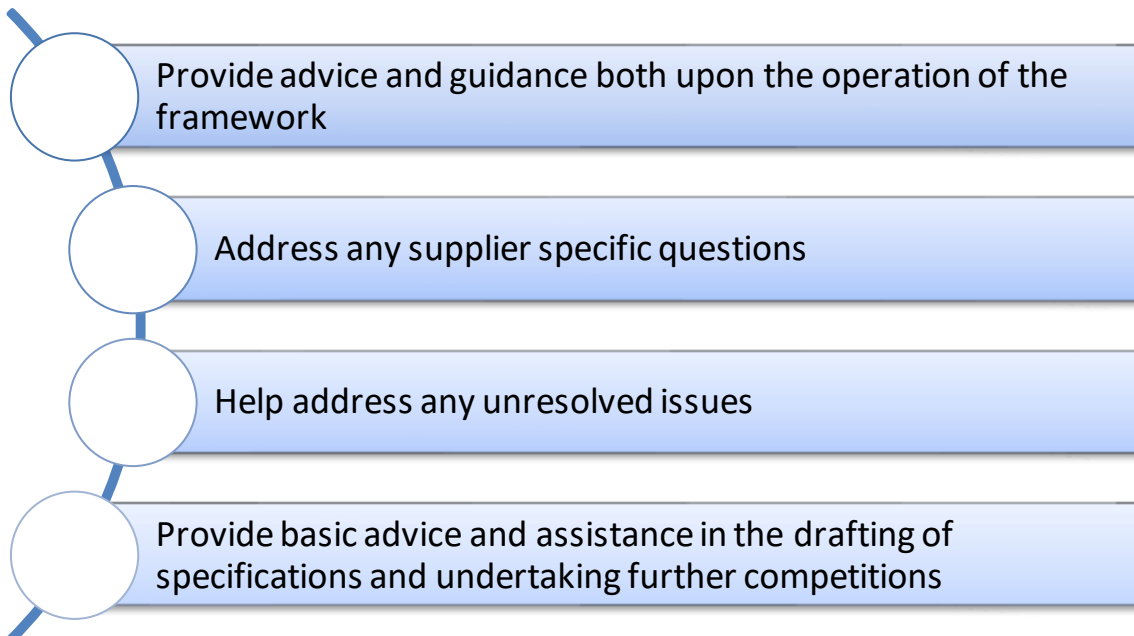 Provide advice and guidance both upon the operation of the
framework
Address any supplier specific questions
Help address any unresolved issues
Provide basic advice and assistance in the drafting of
specifications and undertaking further competitions